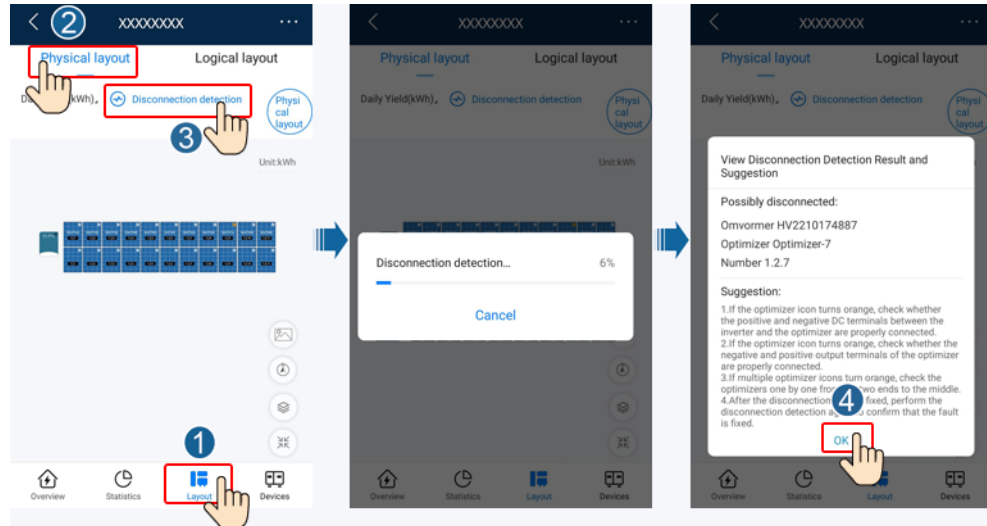 2
XXXXXXXX
Physical layout
Logical layout
(kWh),
Disconnection detection
Physi
cal
layout
3
Unit:kWh
1
Overview
Statistics
Layout
Devices
XXXXXXXX
Physical layout
Logical layout
Daily Yield(kWh),
Disconnection detection
Physi
cal
layout
Unit:kWh
Disconnection detection...
6%
Cancel
Overview
Statistics
Layout
Devices
XXXXXXXX
Physical layout
Logical layout
Daily Yield(kWh),
Disconnection detection
Physi
cal
layout
View Disconnection Detection Result and
Suggestion
Possibly disconnected:
Omvormer HV2210174887
Optimizer Optimizer-7
Number 1.2.7
Suggestion:
1.If the optimizer icon turns orange, check whether
the positive and negative DC terminals between the
inverter and the optimizer are properly connected.
2.If the optimizer icon turns orange, check whether the
negative and positive output terminals of the optimizer
are properly connected.
3.If multiple optimizer icons turn orange, check the
optimizers one by one from two ends to the middle.
4.After the disconnection fixed, perform the
disconnection detection to confirm that the fault
is fixed.
4
OK
Overview
Statistics
Layout
Devices